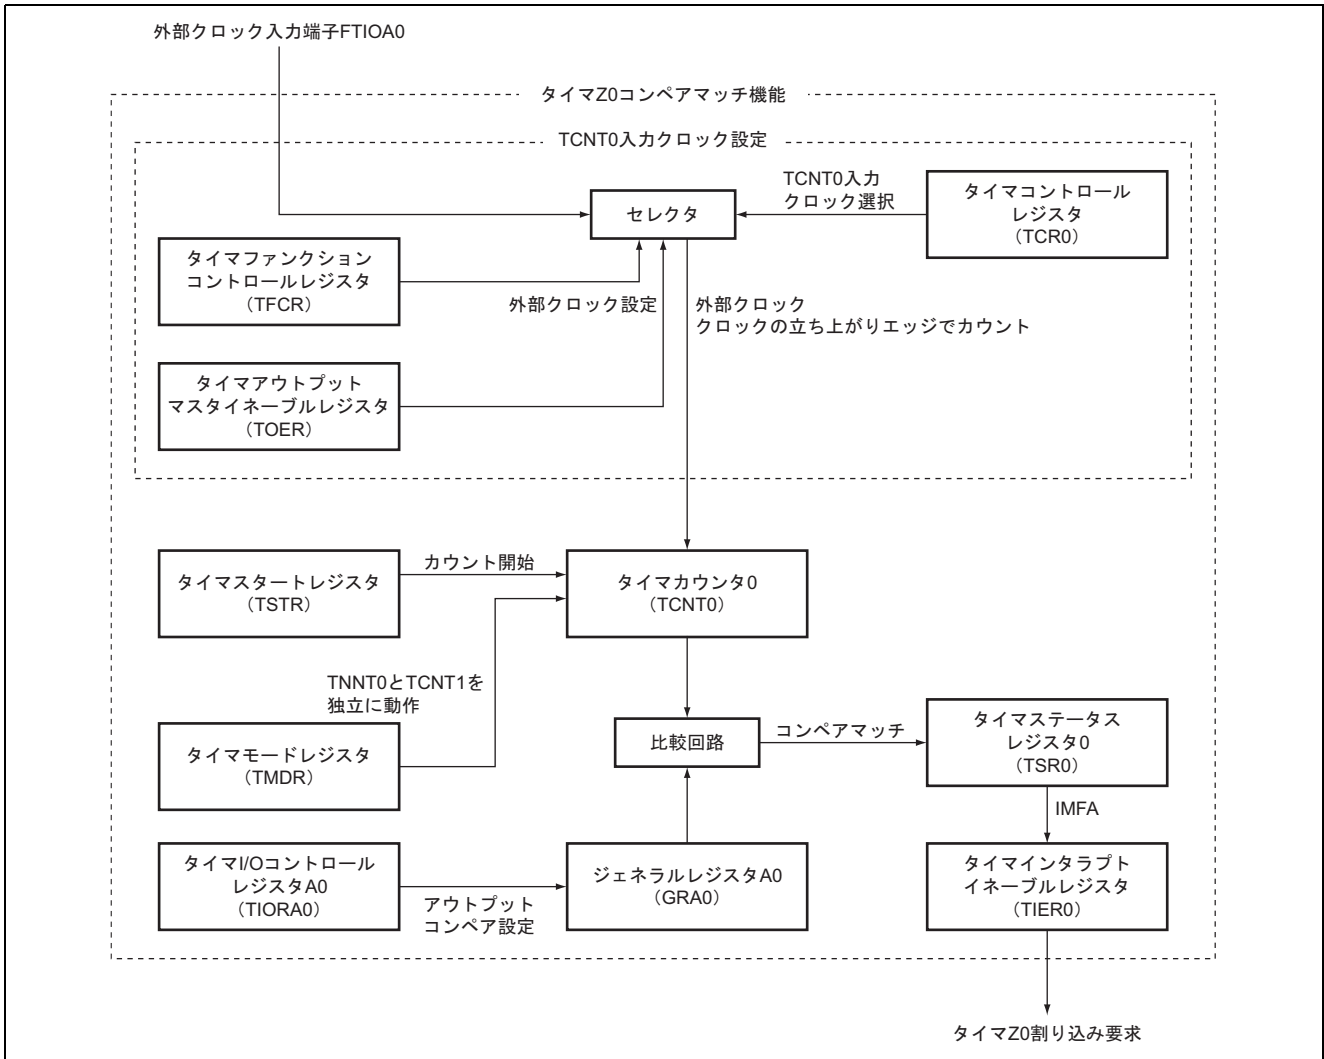 外部クロック入力端子FTIOA0
タイマZ0コンペアマッチ機能
TCNT0入力クロック設定
セレクタ
TCNT0入力
クロック選択
タイマコントロール
レジスタ
（TCR0）
タイマファンクション
コントロールレジスタ
（TFCR）
外部クロック設定
外部クロック
クロックの立ち上がりエッジでカウント
タイマアウトプット
マスタイネーブルレジスタ
（TOER）
タイマスタートレジスタ
（TSTR）
カウント開始
タイマカウンタ0
（TCNT0）
TNNT0とTCNT1を
独立に動作
タイマモードレジスタ
（TMDR）
比較回路
コンペアマッチ
タイマステータス
レジスタ0
（TSR0）
IMFA
タイマI/Oコントロール
レジスタA0
（TIORA0）
アウトプット
コンペア設定
ジェネラルレジスタA0
（GRA0）
タイマインタラプト
イネーブルレジスタ
（TIER0）
タイマZ0割り込み要求